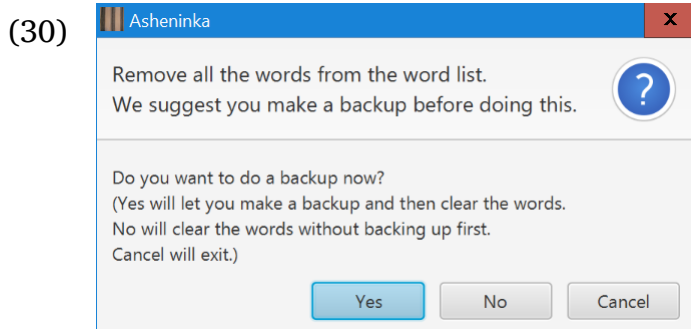 (30)
Asheninka
X
Remove all the words from the word list.
We suggest you make a backup before doing this.
?
Do you want to do a backup now?
(Yes will let you make a backup and then clear the words.
No will clear the words without backing up first.
Cancel will exit.)
Yes No Cancel